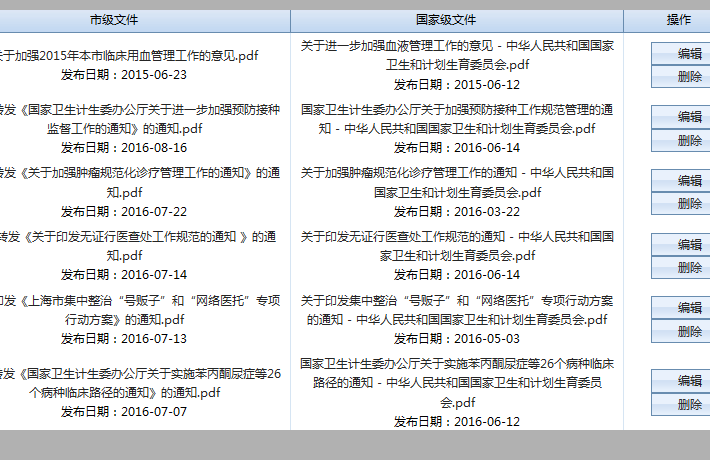 市级文件 国家级文件 操作
于加强2015年本市临床用血管理工作的意见.pdf
发布日期：2015-06-23
关于进一步加强血液管理工作的意见 - 中华人民共和国国家
卫生和计划生育委员会.pdf
发布日期：2015-06-12
编辑
删除
发《国家卫生计生委办公厅关于进一步加强预防接种
监督工作的通知》的通知.pdf
发布日期：2016-08-16
国家卫生计生委办公厅关于加强预防接种工作规范管理的通
知 - 中华人民共和国国家卫生和计划生育委员会.pdf
发布日期：2016-06-14
编辑
删除
发《关于加强肿瘤规范化诊疗管理工作的通知》的通
知.pdf
发布日期：2016-07-22
关于加强肿瘤规范化诊疗管理工作的通知 - 中华人民共和国
国家卫生和计划生育委员会.pdf
发布日期：2016-03-22
编辑
删除
转发《关于印发无证行医查处工作规范的通知 》的通
知.pdf
发布日期：2016-07-14
关于印发无证行医查处工作规范的通知 - 中华人民共和国国
家卫生和计划生育委员会.pdf
发布日期：2016-06-14
编辑
删除
发《上海市集中整治“号贩子”和“网络医托”专项
行动方案》的通知.pdf
发布日期：2016-07-13
关于印发集中整治“号贩子”和“网络医托”专项行动方案
的通知 - 中华人民共和国国家卫生和计划生育委员会.pdf
发布日期：2016-05-03
编辑
删除
发《国家卫生计生委办公厅关于实施苯丙酮尿症等26
个病种临床路径的通知》的通知.pdf
发布日期：2016-07-07
国家卫生计生委办公厅关于实施苯丙酮尿症等26个病种临床
路径的通知 - 中华人民共和国国家卫生和计划生育委员
会.pdf
发布日期：2016-06-12
编辑
删除